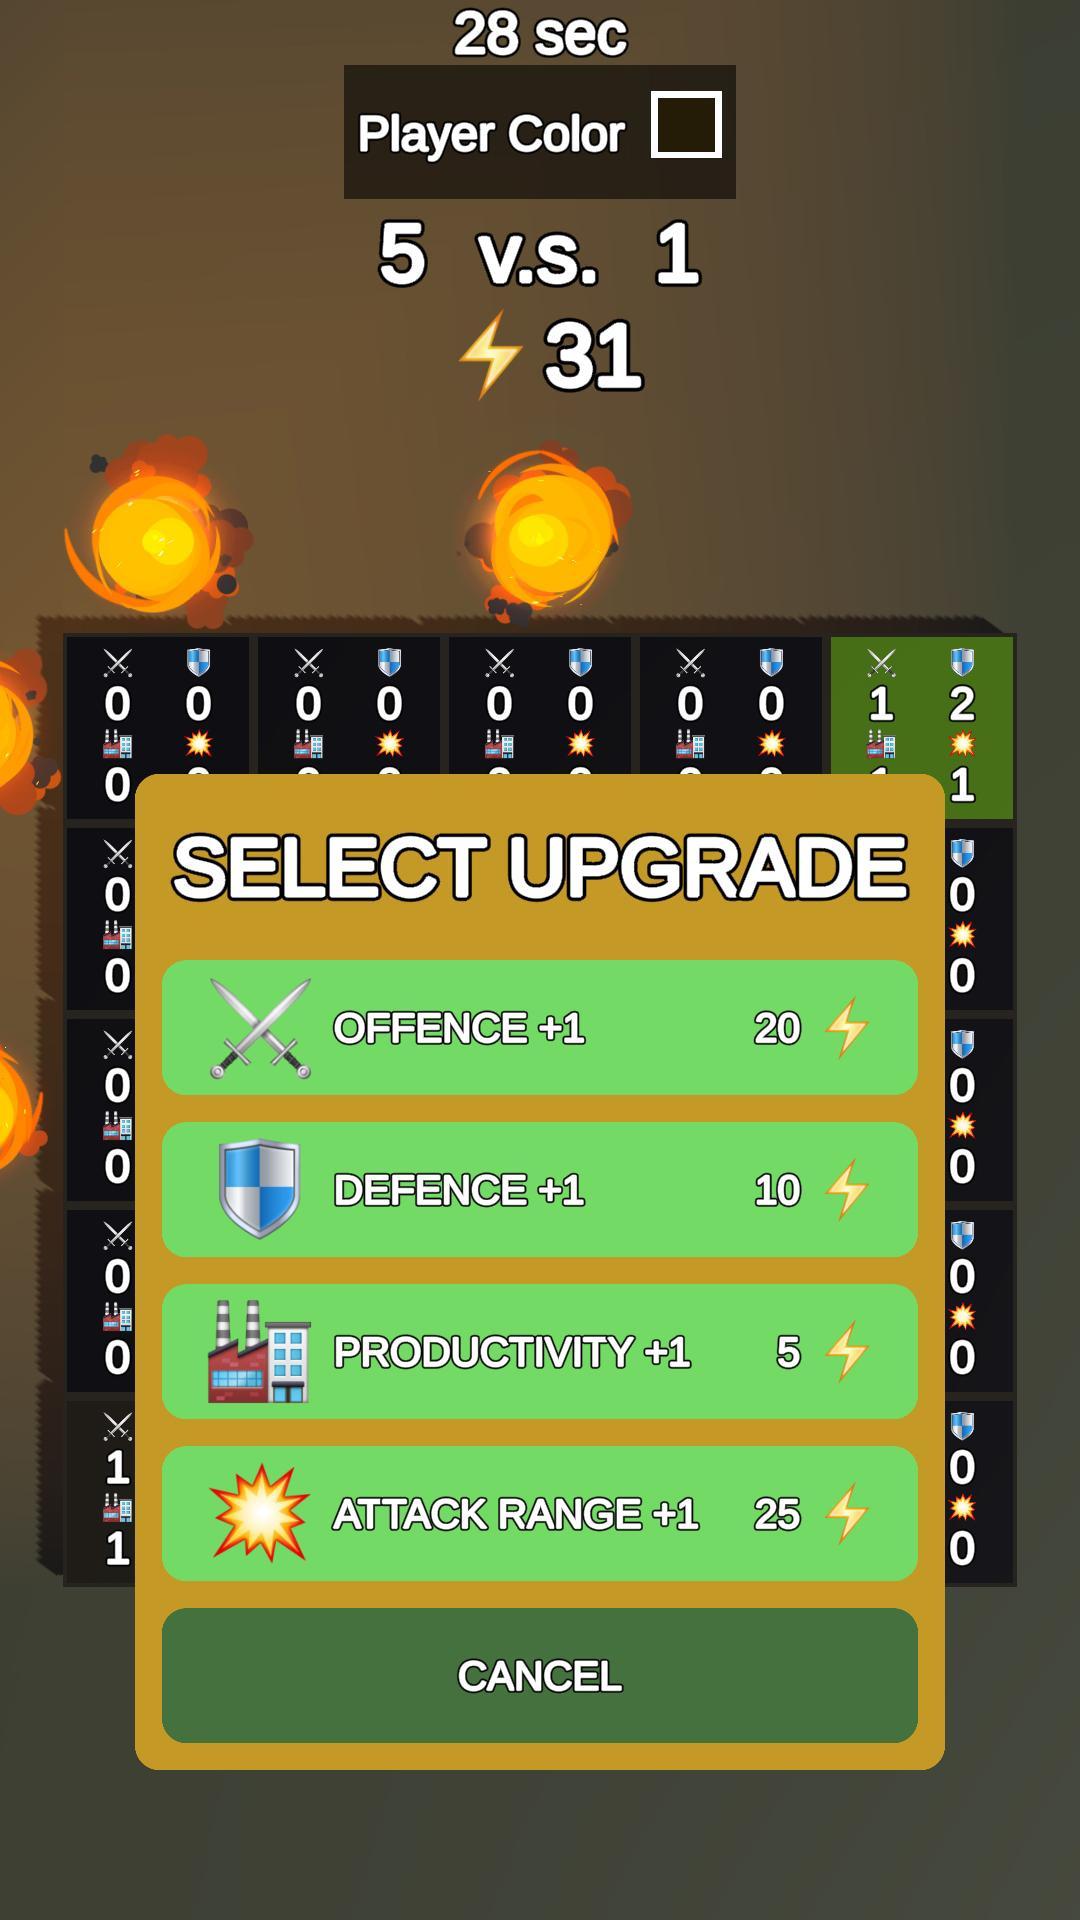 28 sec
Player Color
5 v.s. 1
31
0 0 0 0 0 0 0 0 1 2
0 1
SELECT UPGRADE
0 0
0 0
OFFENCE +1 20
0 0
DEFENCE +1 10
0 0
0 0
PRODUCTIVITY +1 5
0 0
1 0
ATTACK RANGE +1 25
1 0
CANCEL